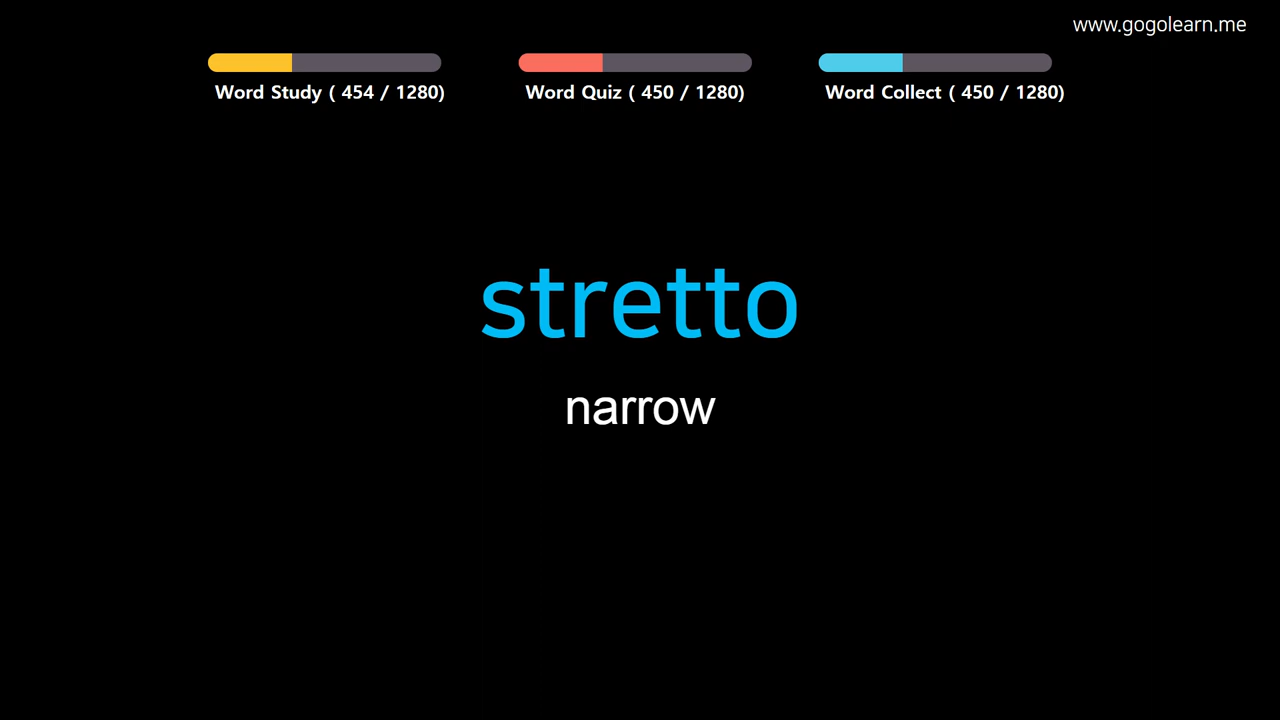 www.gogolearn.me
Word Study ( 454 / 1280)
Word Quiz ( 450 / 1280)
Word Collect ( 450 / 1280)
stretto
narrow